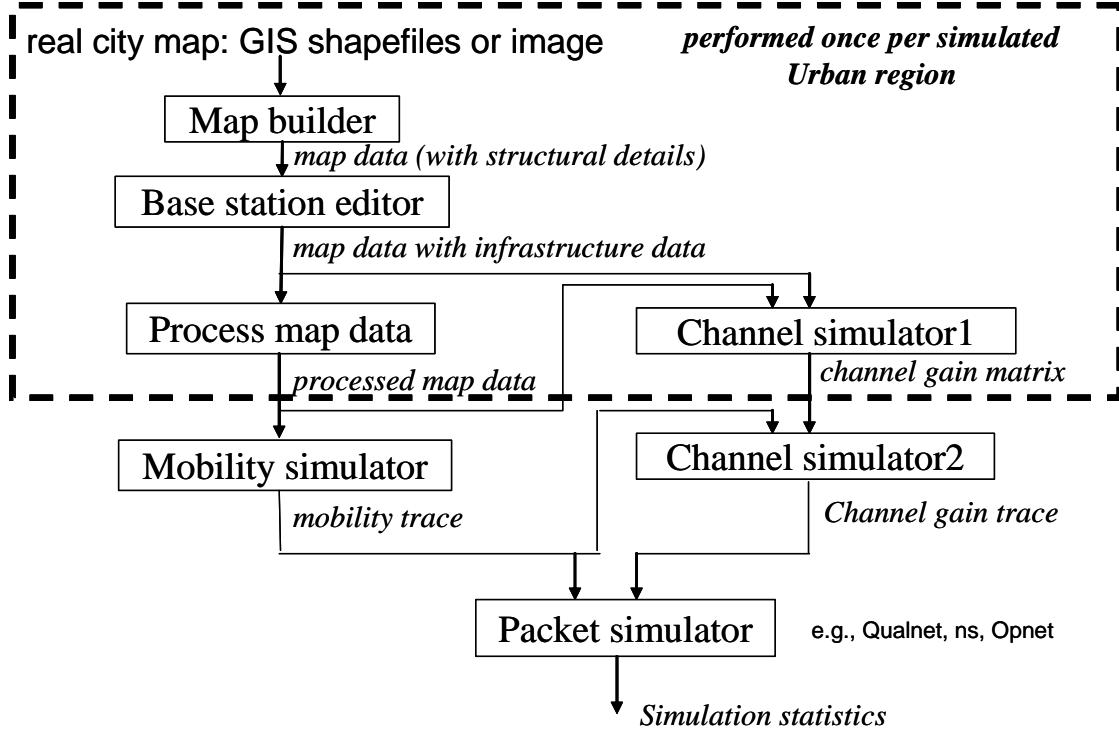 real city map: GIS shapefiles or image
performed once per simulated
Urban region
Map builder
map data (with structural details)
Base station editor
map data with infrastructure data
Process map data
Channel simulator1
processed map data
channel gain matrix
Mobility simulator
Channel simulator2
mobility trace
Channel gain trace
Packet simulator
e.g., Qualnet, ns, Opnet
Simulation statistics